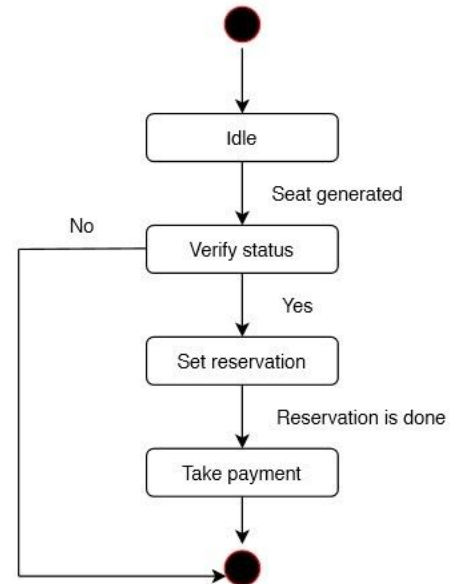 Idle
Seat generated
No
Verify status
Yes
Set reservation
Reservation is done
Take payment